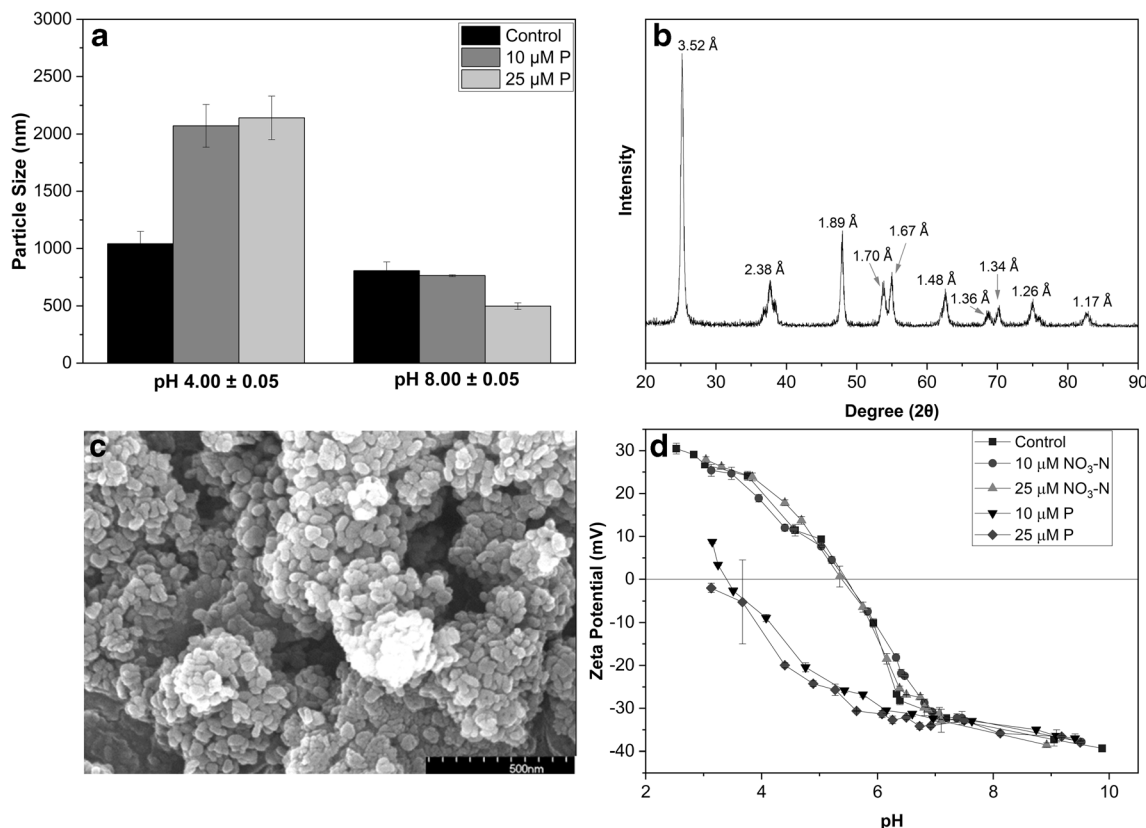 a
3000
2500
2000
1500
1000
500
0
Particle Size (nm)
Control
10 µM P
25 µM P
pH 4.00 ± 0.05
pH 8.00 ± 0.05
b
Intensity
3.52 Å
2.38 Å
1.89 Å
1.70 Å
1.67 Å
1.48 Å
1.36 Å
1.34 Å
1.26 Å
1.17 Å
20 30 40 50 60 70 80 90
Degree (2θ)
c
500nm
d
30
20
10
0
-10
-20
-30
-40
Zeta Potential (mV)
Control
10 µM NO₃-N
25 µM NO₃-N
10 µM P
25 µM P
2 4 6 8 10
pH